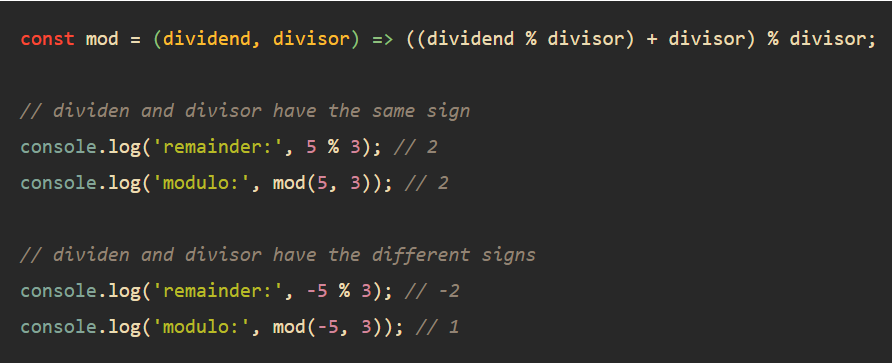 const mod = (dividend, divisor) => ((dividend % divisor) + divisor) % divisor;
// dividen and divisor have the same sign
console.log('remainder:', 5 % 3); // 2
console.log('modulo:', mod(5, 3)); // 2
// dividen and divisor have the different signs
console.log('remainder:', -5 % 3); // -2
console.log('modulo:', mod(-5, 3)); // 1